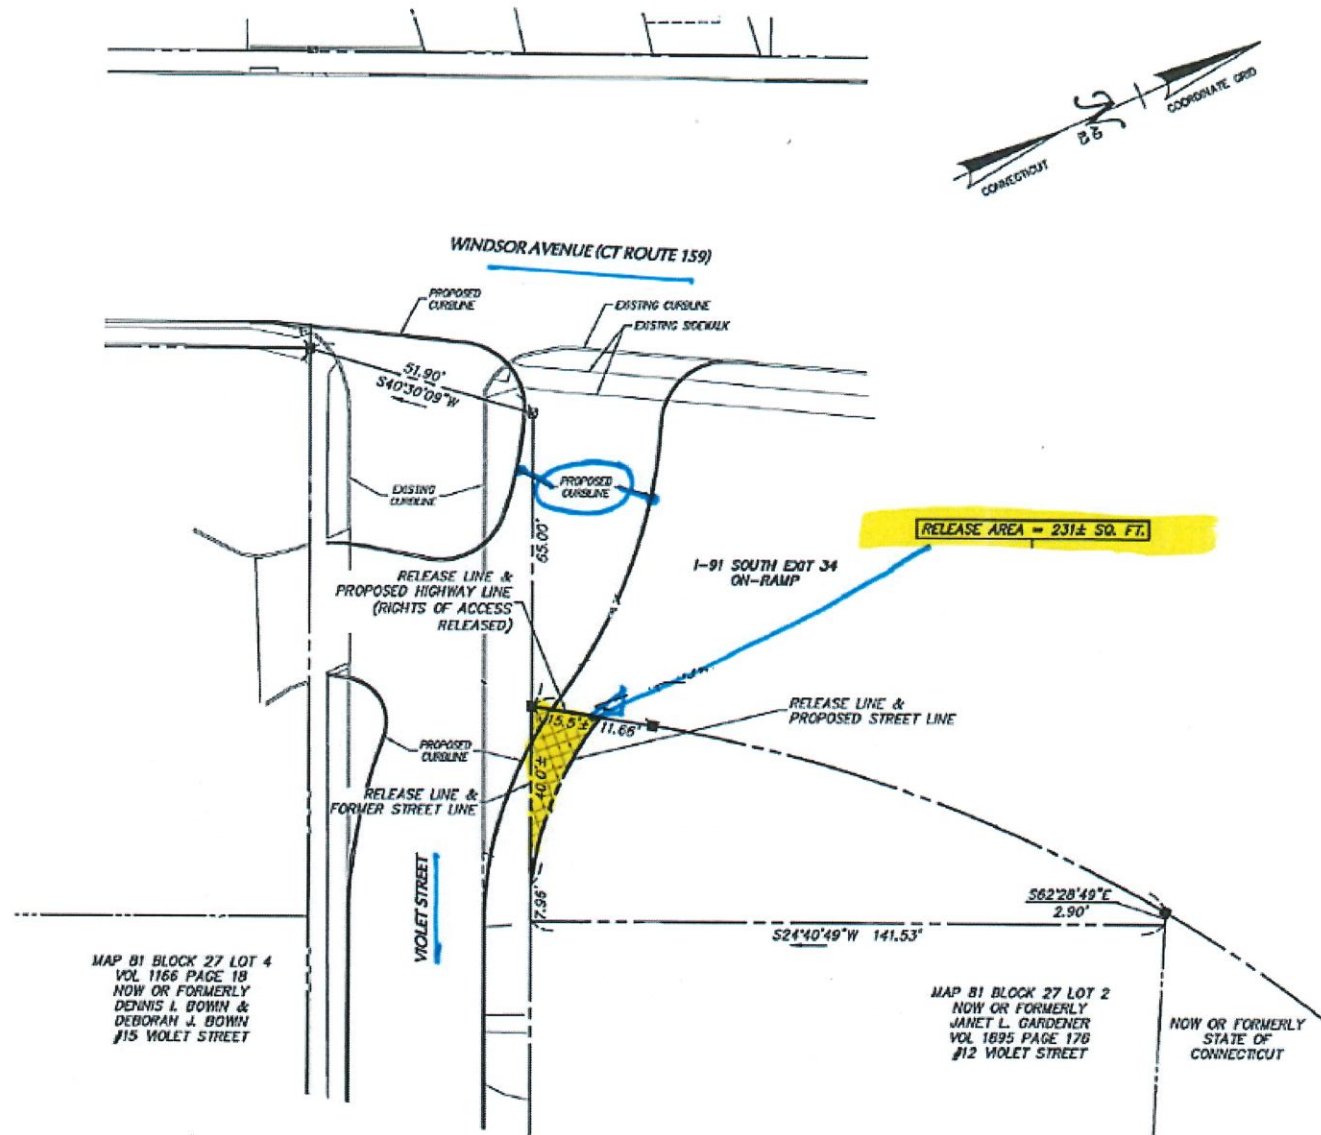 COORDINATE GRID
CONNECTICUT
WINDSOR AVENUE (CT ROUTE 159)
PROPOSED
CURBLINE
EXISTING CURBLINE
EXISTING SIDEWALK
51.90'
S40°30'09"W
EXISTING
CURBLINE
PROPOSED
CURBLINE
65.00'
RELEASE AREA = 231± SQ. FT.
I-91 SOUTH EXIT 34
ON-RAMP
RELEASE LINE &
PROPOSED HIGHWAY LINE
(RIGHTS OF ACCESS
RELEASED)
RELEASE LINE &
PROPOSED STREET LINE
15.5'±
11.66'
PROPOSED
CURBLINE
40.0'±
RELEASE LINE &
FORMER STREET LINE
VIOLET STREET
7.96'
S62°28'49"E
2.90'
S24°40'49"W 141.53'
MAP 81 BLOCK 27 LOT 4
VOL 1166 PAGE 18
NOW OR FORMERLY
DENNIS I. BOWIN &
DEBORAH J. BOWIN
#15 VIOLET STREET
MAP 81 BLOCK 27 LOT 2
NOW OR FORMERLY
JANET L. GARDENER
VOL 1695 PAGE 176
#12 VIOLET STREET
NOW OR FORMERLY
STATE OF
CONNECTICUT